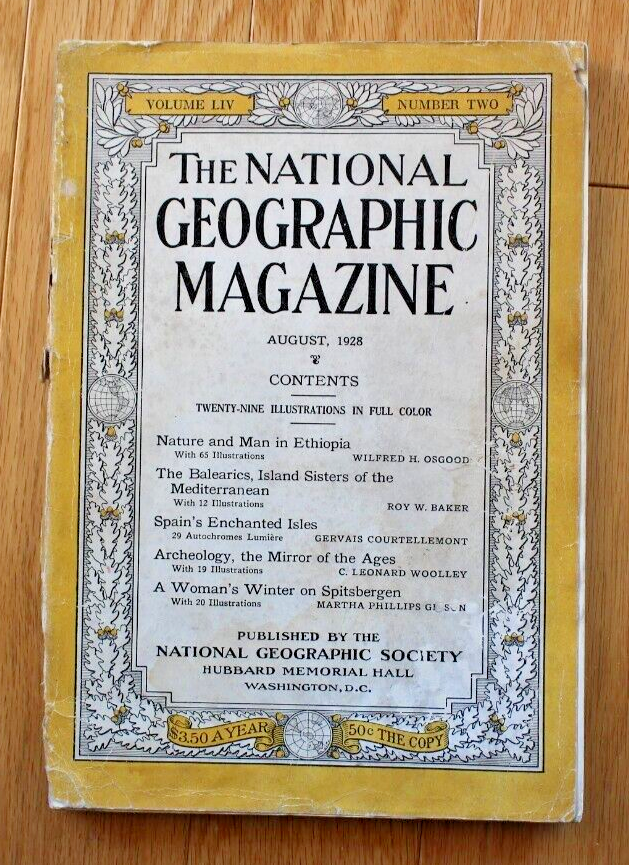 VOLUME LIV
NUMBER TWO
THE NATIONAL
GEOGRAPHIC
MAGAZINE
AUGUST, 1928
CONTENTS
TWENTY-NINE ILLUSTRATIONS IN FULL COLOR
Nature and Man in Ethiopia
With 65 Illustrations WILFRED H. OSGOOD
The Balearics, Island Sisters of the
Mediterranean
With 12 Illustrations ROY W. BAKER
Spain's Enchanted Isles
29 Autochromes Lumière GERVAIS COURTELLEMONT
Archeology, the Mirror of the Ages
With 19 Illustrations C. LEONARD WOOLLEY
A Woman's Winter on Spitsbergen
With 20 Illustrations MARTHA PHILLIPS
PUBLISHED BY THE
NATIONAL GEOGRAPHIC SOCIETY
HUBBARD MEMORIAL HALL
WASHINGTON, D.C.
$3.50 A YEAR
50c THE COPY